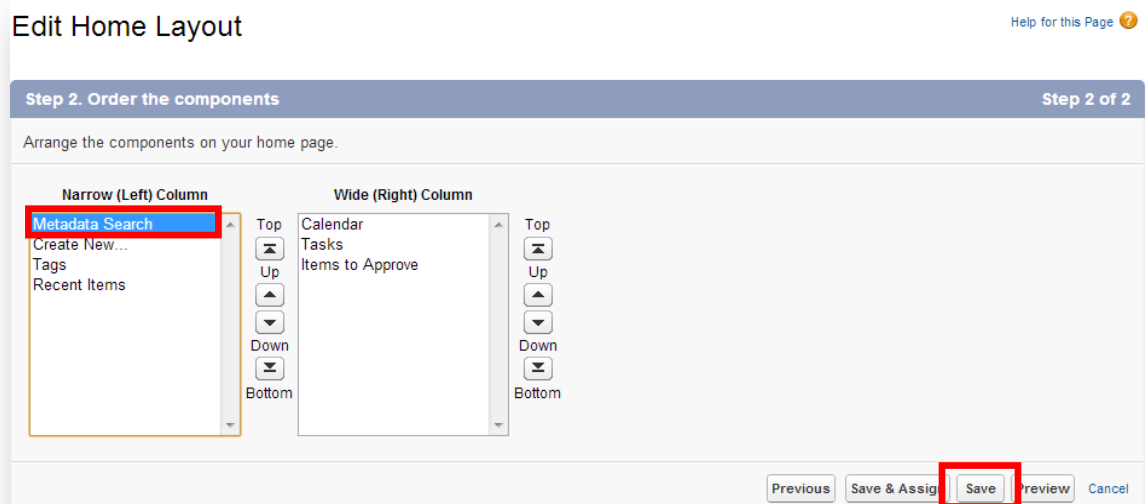 Edit Home Layout
Help for this Page
Step 2. Order the components
Step 2 of 2
Arrange the components on your home page.
Narrow (Left) Column
Metadata Search
Create New...
Tags
Recent Items
Top
Up
Down
Bottom
Wide (Right) Column
Calendar
Tasks
Items to Approve
Top
Up
Down
Bottom
Previous
Save & Assign
Save
Preview
Cancel